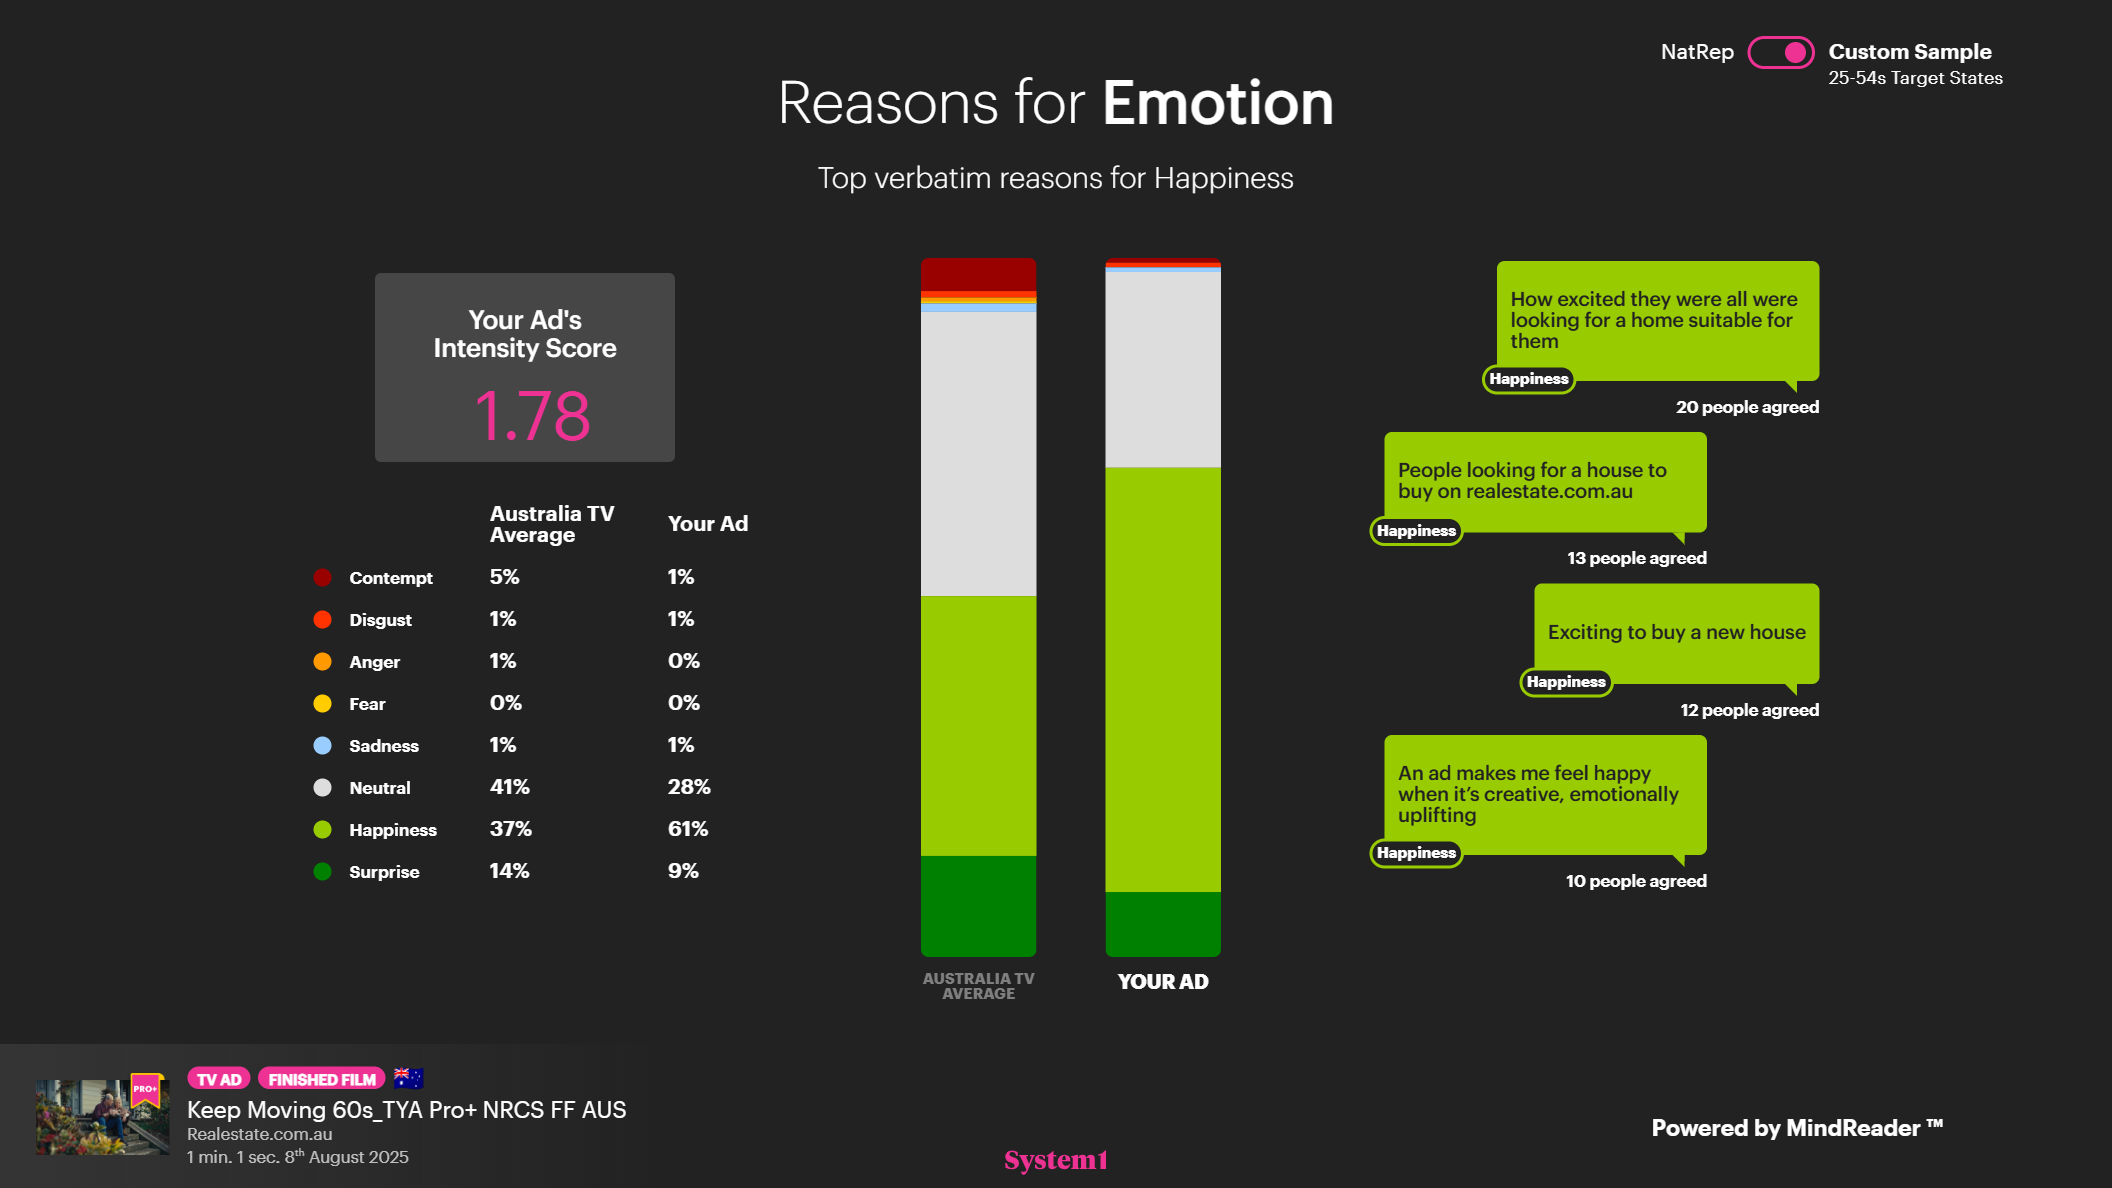 NatRep
Custom Sample
25-54s Target States
Reasons for Emotion
Top verbatim reasons for Happiness
Your Ad's
Intensity Score
1.78
Australia TV
Average
Your Ad
Contempt 5% 1%
Disgust 1% 1%
Anger 1% 0%
Fear 0% 0%
Sadness 1% 1%
Neutral 41% 28%
Happiness 37% 61%
Surprise 14% 9%
AUSTRALIA TV
AVERAGE
YOUR AD
How excited they were all were
looking for a home suitable for
them
Happiness
20 people agreed
People looking for a house to
buy on realestate.com.au
Happiness
13 people agreed
Exciting to buy a new house
Happiness
12 people agreed
An ad makes me feel happy
when it’s creative, emotionally
uplifting
Happiness
10 people agreed
PRO+
TV AD FINISHED FILM
Keep Moving 60s_TYA Pro+ NRCS FF AUS
Realestate.com.au
1 min. 1 sec. 8th August 2025
System1
Powered by MindReader ™